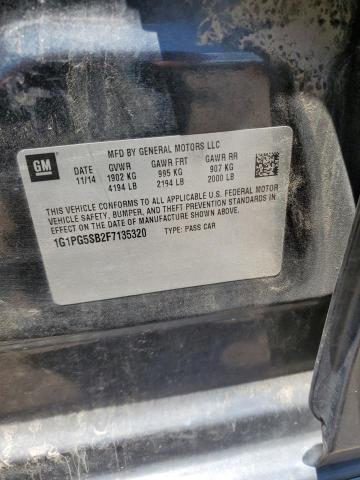 MFD BY GENERAL MOTORS LLC
GM
DATE GVWR GAWR FRT GAWR RR
11/14 1902 KG 995 KG 907 KG
4194 LB 2194 LB 2000 LB
THIS VEHICLE CONFORMS TO ALL APPLICABLE U.S. FEDERAL MOTOR
VEHICLE SAFETY, BUMPER, AND THEFT PREVENTION STANDARDS IN
EFFECT ON THE DATE OF MANUFACTURE SHOWN ABOVE.
1G1PG5SB2F7135320 TYPE: PASS CAR